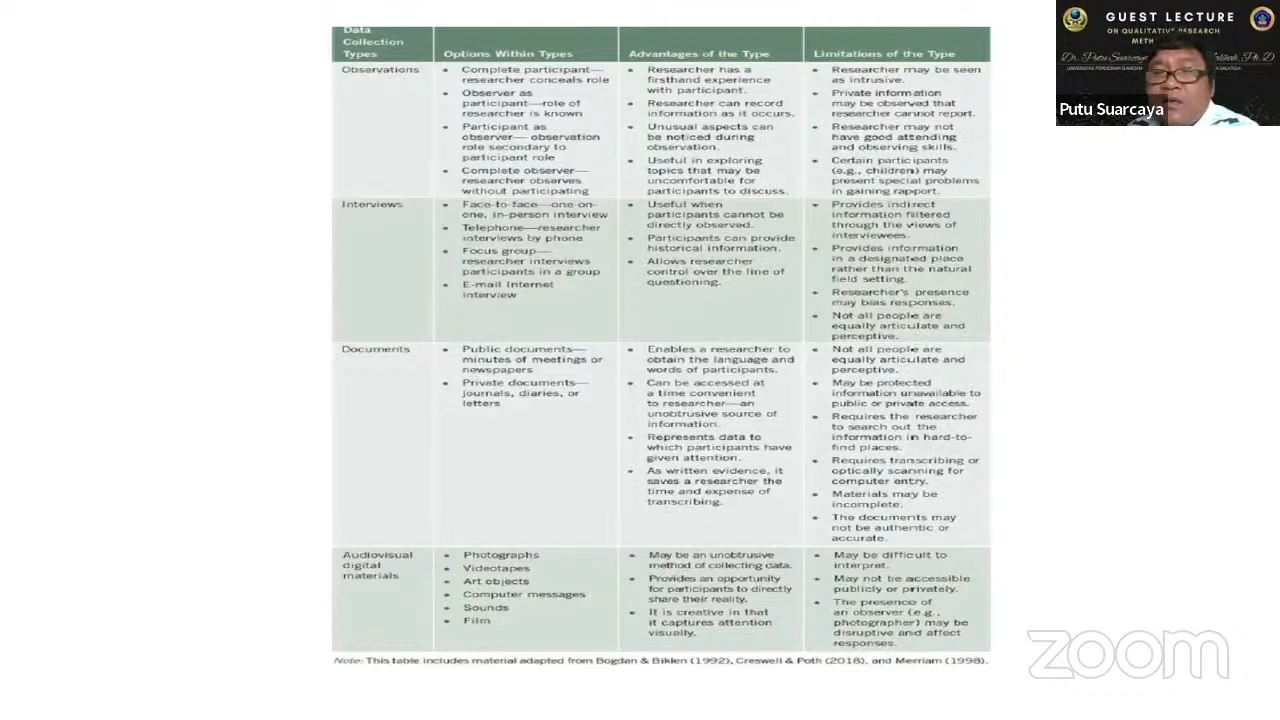 Data
Collection
Types
Options Within Types
Advantages of the Type
Limitations of the Type
Observations
• Complete participant—
researcher conceals role
• Observer as
participant—role of
researcher is known
• Participant as
observer— observation
role secondary to
participant role
• Complete observer—
researcher observes
without participating
• Researcher has a
firsthand experience
with participant.
• Researcher can record
information as it occurs.
• Unusual aspects can
be noticed during
observation.
• Useful in exploring
topics that may be
uncomfortable for
participants to discuss.
• Researcher may be seen
as intrusive.
• Private information
may be observed that
researcher cannot report.
• Researcher may not
have good attending
and observing skills.
• Certain participants
(e.g., children) may
present special problems
in gaining rapport.
Interviews
• Face-to-face—one-on-
one, in-person interview
• Telephone—researcher
interviews by phone
• Focus group—
researcher interviews
participants in a group
• E-mail Internet
interview
• Useful when
participants cannot be
directly observed.
• Participants can provide
historical information.
• Allows researcher
control over the line of
questioning.
• Provides indirect
information filtered
through the views of
interviewees.
• Provides information
in a designated place
rather than the natural
field setting.
• Researcher's presence
may bias responses.
• Not all people are
equally articulate and
perceptive.
Documents
• Public documents—
minutes of meetings or
newspapers
• Private documents—
journals, diaries, or
letters
• Enables a researcher to
obtain the language and
words of participants.
• Can be accessed at
a time convenient
to researcher—an
unobtrusive source of
information.
• Represents data to
which participants have
given attention.
• As written evidence, it
saves a researcher the
time and expense of
transcribing.
• Not all people are
equally articulate and
perceptive.
• May be protected
information unavailable to
public or private access.
• Requires the researcher
to search out the
information in hard-to-
find places.
• Requires transcribing or
optically scanning for
computer entry.
• Materials may be
incomplete.
• The documents may
not be authentic or
accurate.
Audiovisual
digital
materials
• Photographs
• Videotapes
• Art objects
• Computer messages
• Sounds
• Film
• May be an unobtrusive
method of collecting data.
• Provides an opportunity
for participants to directly
share their reality.
• It is creative in that
it captures attention
visually.
• May be difficult to
interpret.
• May not be accessible
publicly or privately.
• The presence of
an observer (e.g.,
photographer) may be
disruptive and affect
responses.
Note: This table includes material adapted from Bogdan & Biklen (1992), Creswell & Poth (2018), and Merriam (1998).
GUEST LECTURE
ON QUALITATIVE RESEARCH
METH
Dr. Putu Suarcaya
Ph.D
Putu Suarcaya
zoom